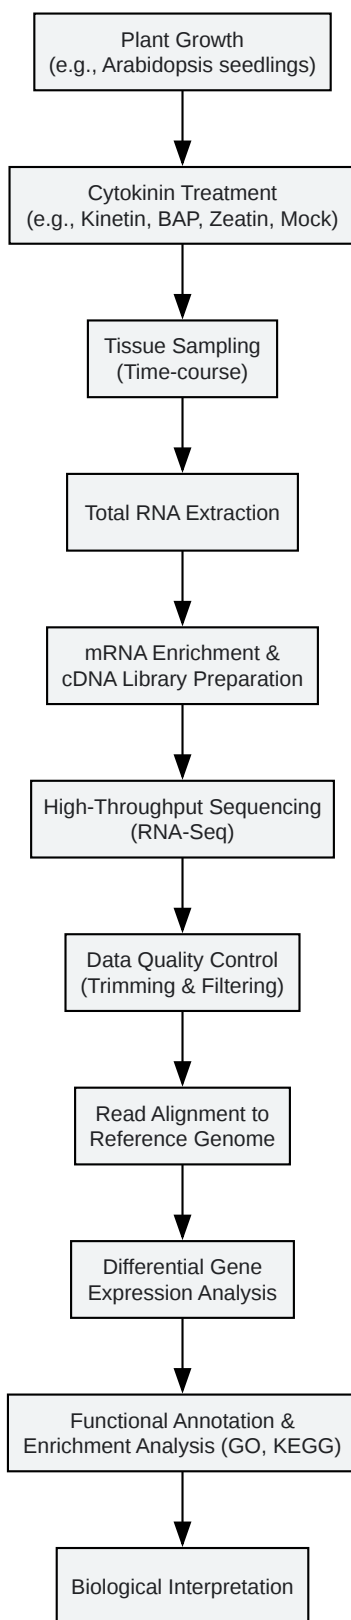 Plant Growth
(e.g., Arabidopsis seedlings)
Cytokinin Treatment
(e.g., Kinetin, BAP, Zeatin, Mock)
Tissue Sampling
(Time-course)
Total RNA Extraction
mRNA Enrichment &
cDNA Library Preparation
High-Throughput Sequencing
(RNA-Seq)
Data Quality Control
(Trimming & Filtering)
Read Alignment to
Reference Genome
Differential Gene
Expression Analysis
Functional Annotation &
Enrichment Analysis (GO, KEGG)
Biological Interpretation